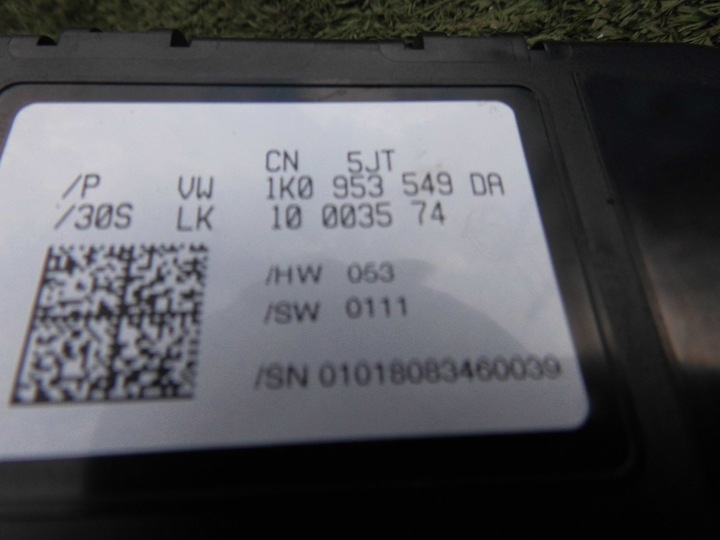 CN 5JT
/P VW 1K0 953 549 DA
/30S LK 10 0035 74
/HW 053
/SW 0111
/SN 01018083460039